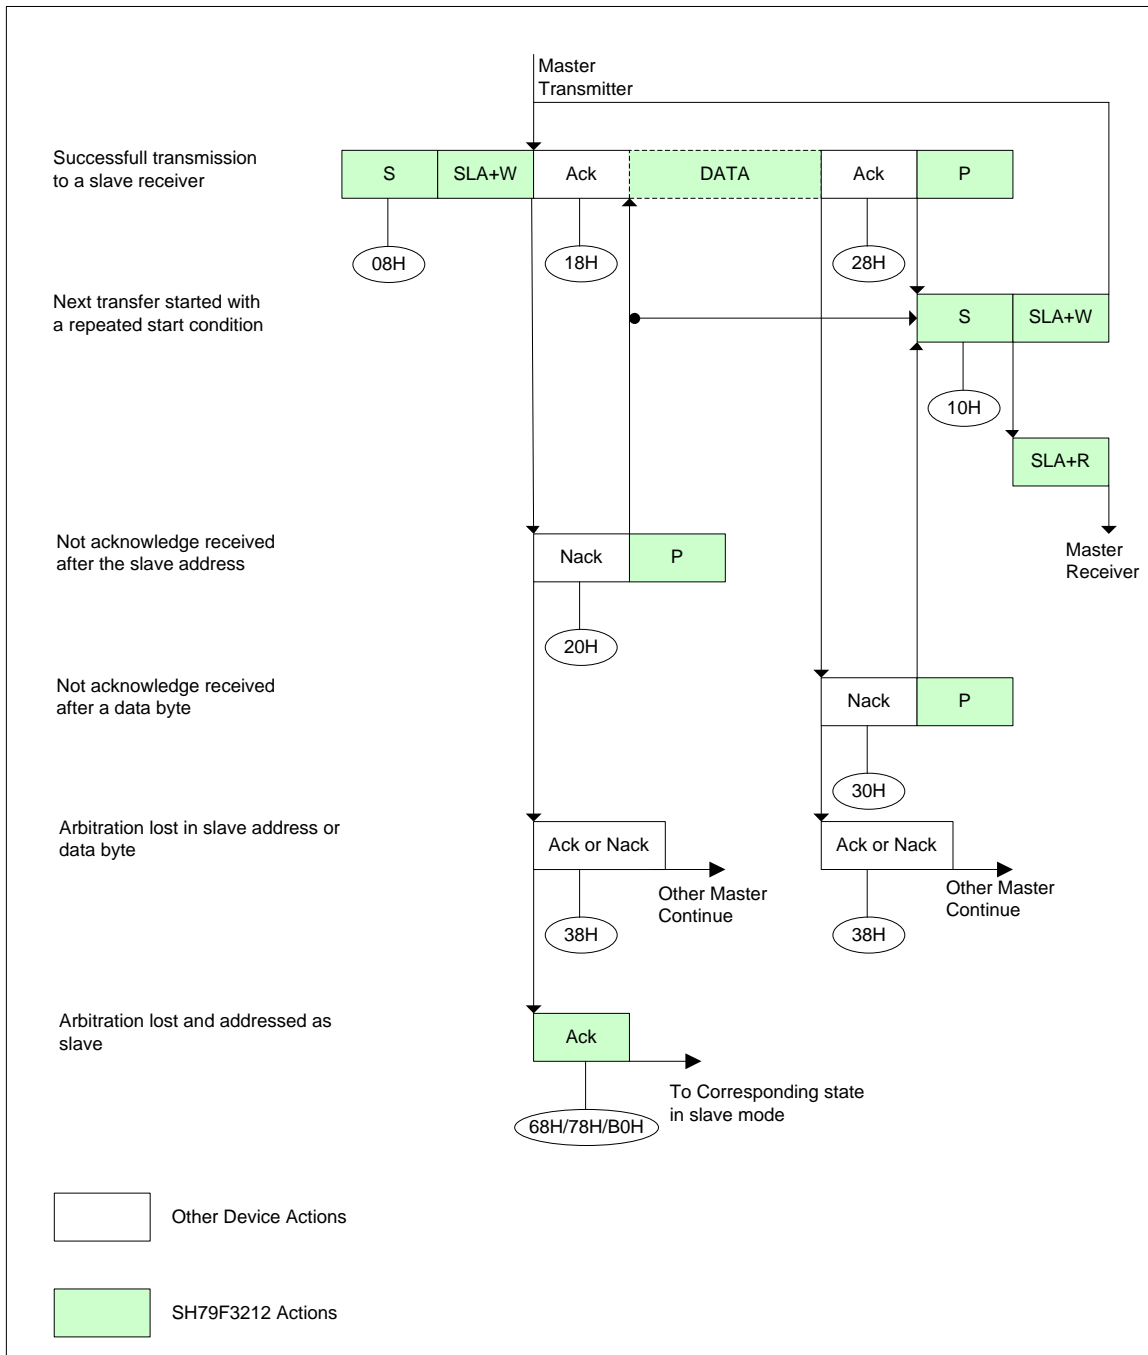 Master
Transmitter
Successfull transmission
to a slave receiver
S
SLA+W
Ack
DATA
Ack
P
08H
18H
28H
Next transfer started with
a repeated start condition
S
SLA+W
10H
SLA+R
Not acknowledge received
after the slave address
Nack
P
Master
Receiver
20H
Not acknowledge received
after a data byte
Nack
P
30H
Arbitration lost in slave address or
data byte
Ack or Nack
Ack or Nack
Other Master
Continue
Other Master
Continue
38H
38H
Arbitration lost and addressed as
slave
Ack
To Corresponding state
in slave mode
68H/78H/B0H
Other Device Actions
SH79F3212 Actions